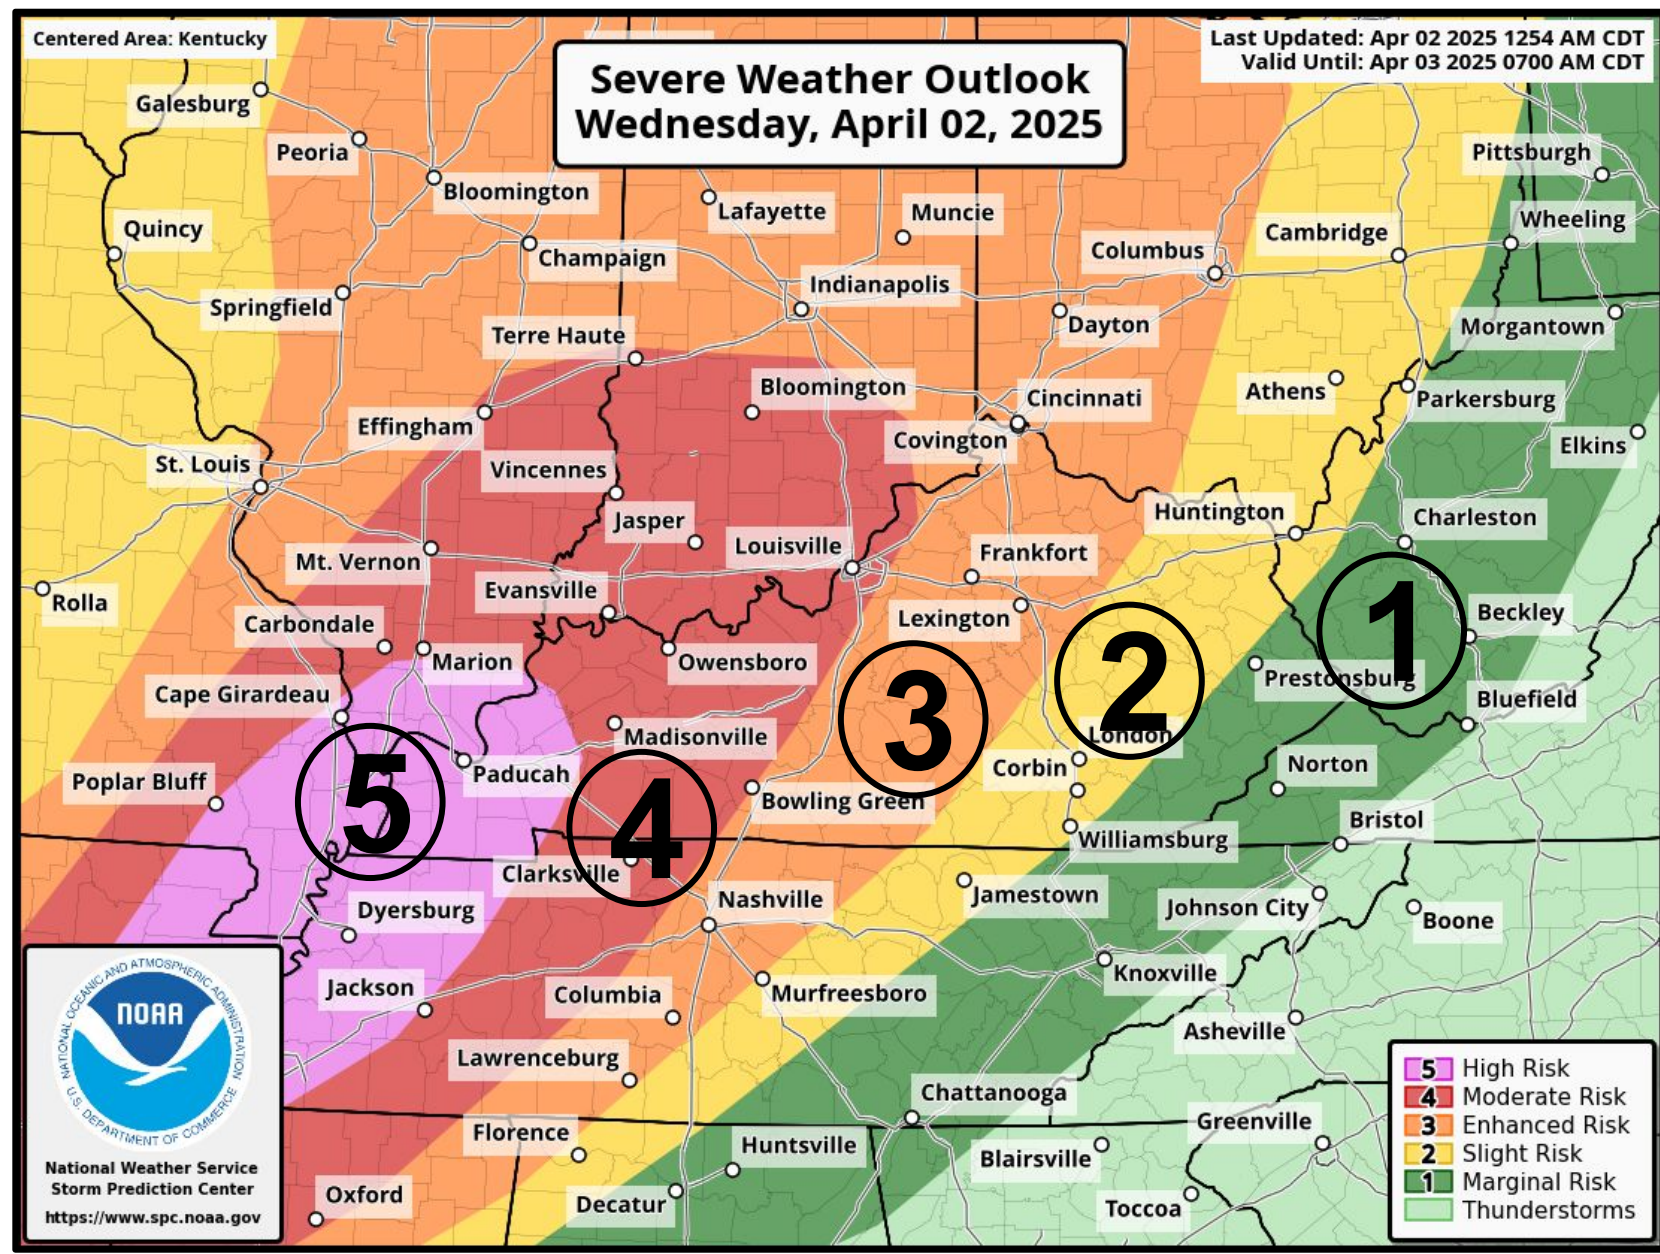 Centered Area: Kentucky
Severe Weather Outlook
Wednesday, April 02, 2025
Last Updated: Apr 02 2025 1254 AM CDT
Valid Until: Apr 03 2025 0700 AM CDT
Galesburg
Peoria
Pittsburgh
Bloomington
Lafayette
Muncie
Wheeling
Quincy
Columbus
Cambridge
Champaign
Indianapolis
Springfield
Dayton
Morgantown
Terre Haute
Bloomington
Cincinnati
Athens
Parkersburg
Effingham
Covington
Elkins
St. Louis
Vincennes
Huntington
Charleston
Jasper
Louisville
Frankfort
Mt. Vernon
Evansville
Rolla
Lexington
Beckley
Carbondale
1
Marion
Owensboro
2
Prestonsburg
Cape Girardeau
3
Bluefield
Madisonville
London
Poplar Bluff
Paducah
Corbin
Norton
5
4
Bowling Green
Bristol
Williamsburg
Clarksville
Nashville
Jamestown
Johnson City
Boone
Dyersburg
Knoxville
Jackson
Columbia
Murfreesboro
Asheville
Lawrenceburg
Chattanooga
Greenville
Florence
Huntsville
Blairsville
Oxford
Decatur
Toccoa
NATIONAL OCEANIC AND ATMOSPHERIC ADMINISTRATION
NOAA
U.S. DEPARTMENT OF COMMERCE
National Weather Service
Storm Prediction Center
https://www.spc.noaa.gov
5 High Risk
4 Moderate Risk
3 Enhanced Risk
2 Slight Risk
1 Marginal Risk
Thunderstorms